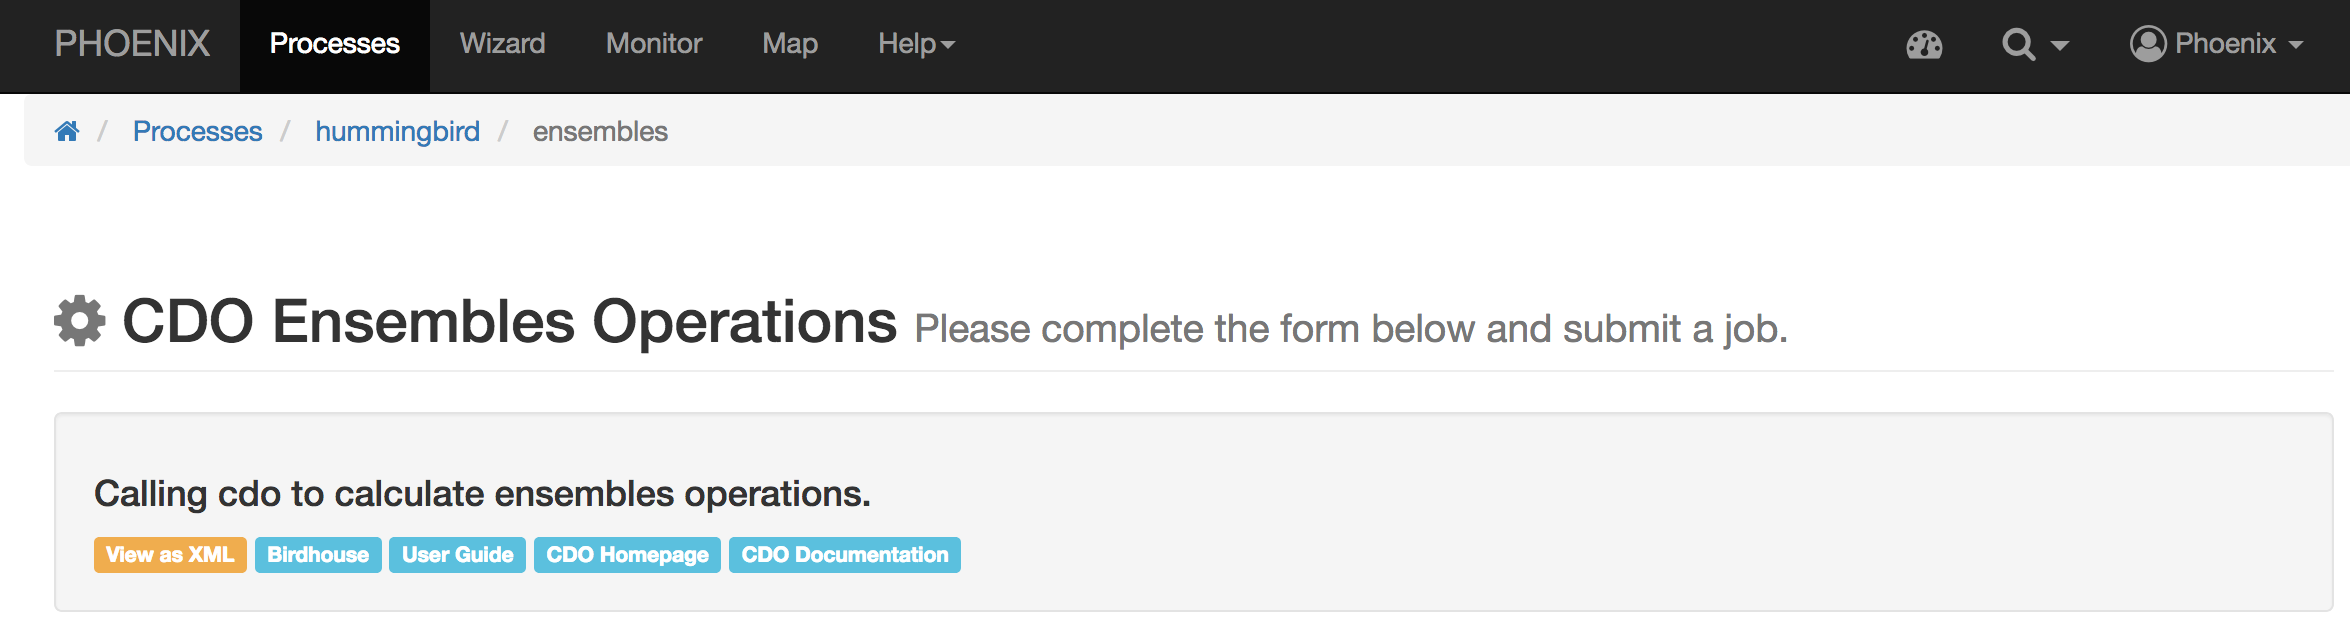 PHOENIX Processes Wizard Monitor Map Help Phoenix
/ Processes / hummingbird / ensembles
CDO Ensembles Operations Please complete the form below and submit a job.
Calling cdo to calculate ensembles operations.
View as XML Birdhouse User Guide CDO Homepage CDO Documentation